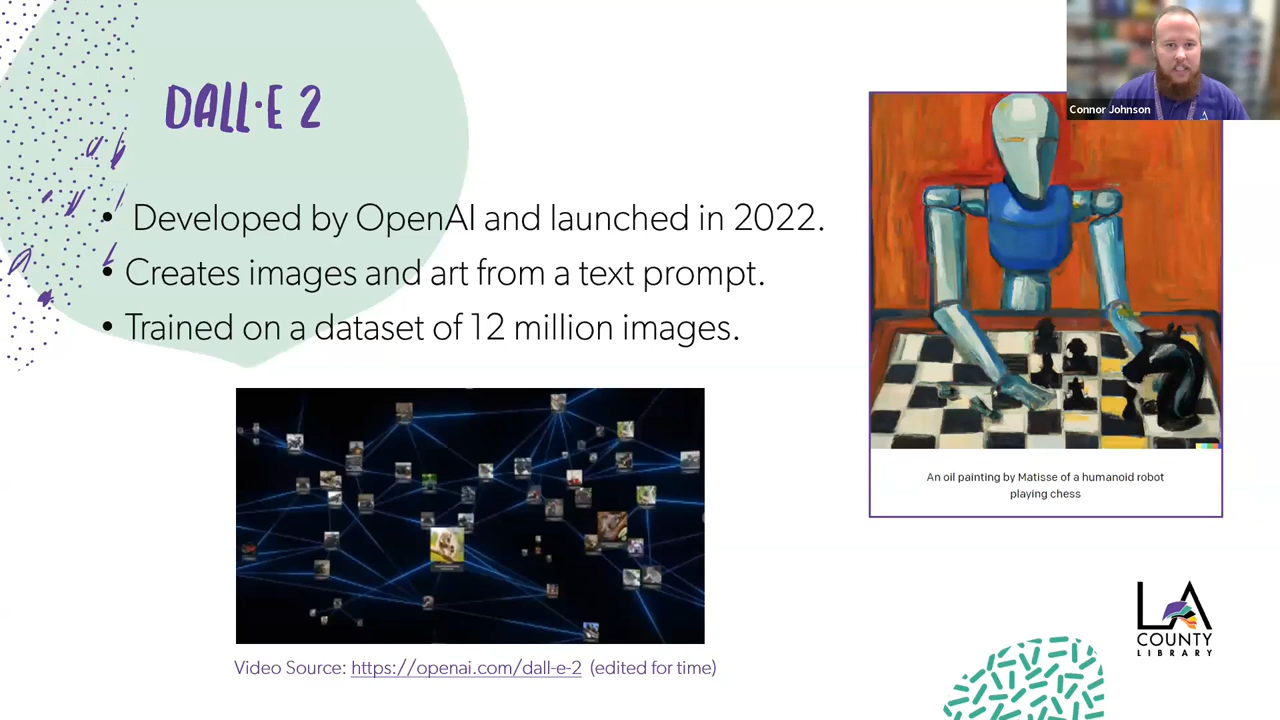 DALL·E 2
Connor Johnson
• Developed by OpenAI and launched in 2022.
• Creates images and art from a text prompt.
• Trained on a dataset of 12 million images.
An oil painting by Matisse of a humanoid robot
playing chess
Video Source: https://openai.com/dall-e-2 (edited for time)
LA
COUNTY
LIBRARY